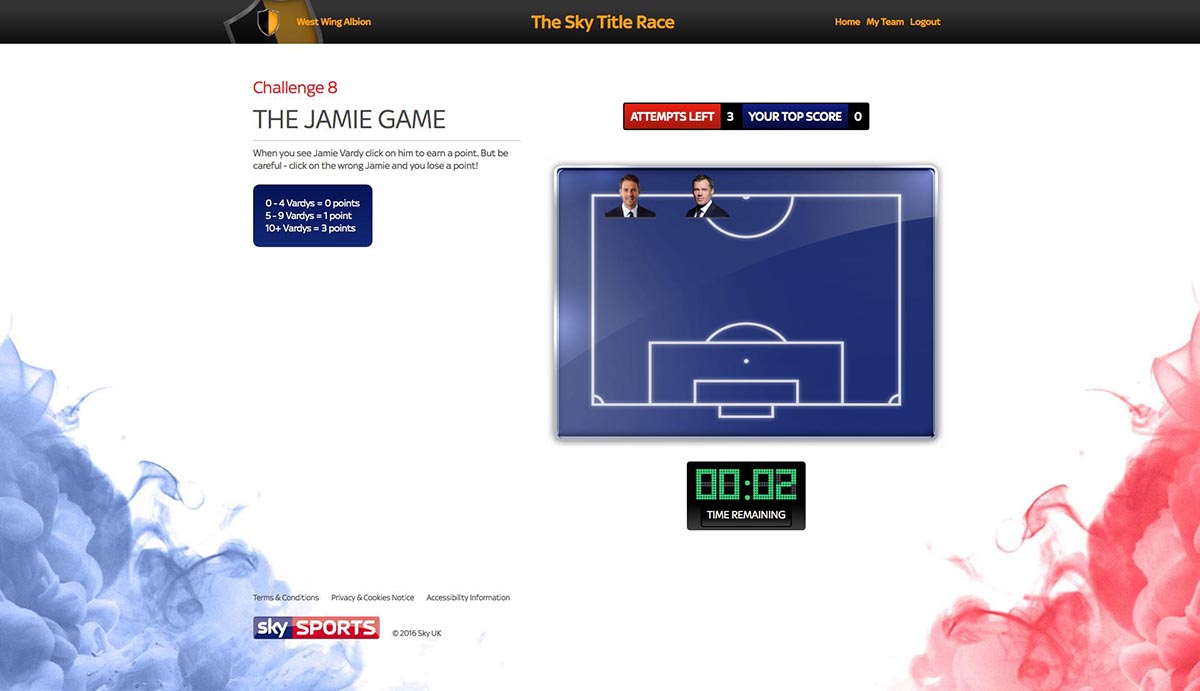 West Wing Albion
The Sky Title Race
Home My Team Logout
Challenge 8
THE JAMIE GAME
When you see Jamie Vardy click on him to earn a point. But be
careful - click on the wrong Jamie and you lose a point!
0 - 4 Vardys = 0 points
5 - 9 Vardys = 1 point
10+ Vardys = 3 points
ATTEMPTS LEFT 3 YOUR TOP SCORE 0
00:02
TIME REMAINING
Terms & Conditions Privacy & Cookies Notice Accessibility Information
sky SPORTS © 2016 Sky UK